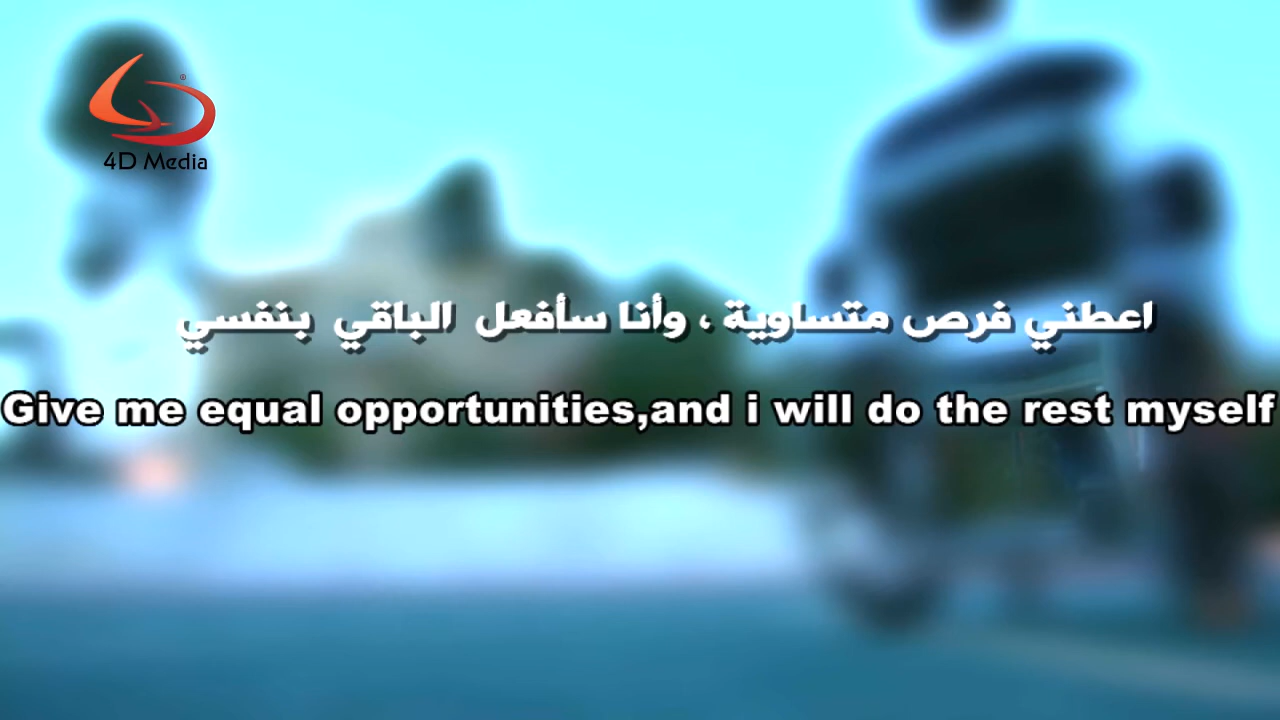 4D Media
اعطني فرص متساوية ، وأنا سأفعل الباقي بنفسي
Give me equal opportunities,and i will do the rest myself